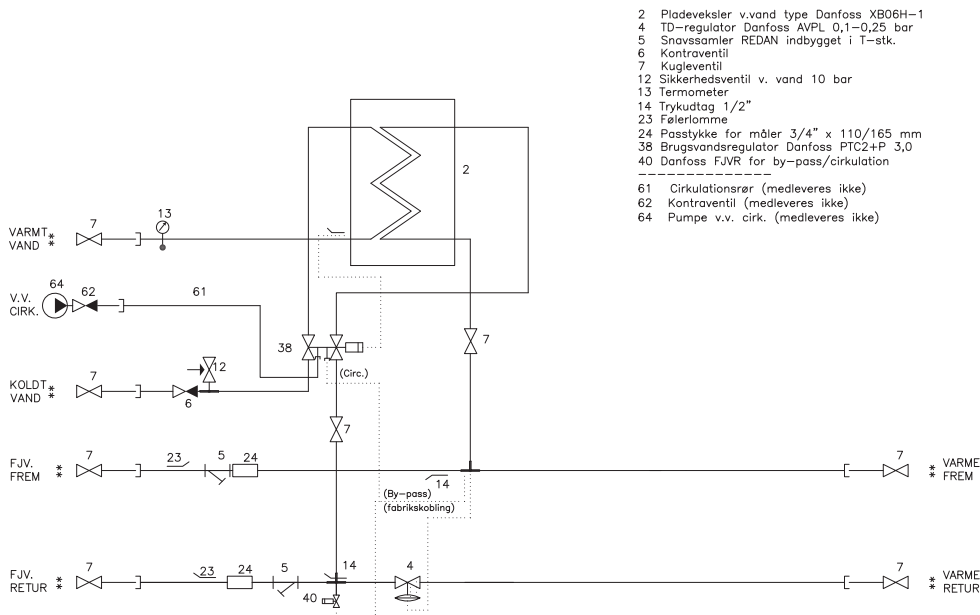 2 Pladeveksler v.vand type Danfoss XB06H-1
4 TD-regulator Danfoss AVPL 0,1-0,25 bar
5 Snavssamler REDAN indbygget i T-stk.
6 Kontraventil
7 Kugleventil
12 Sikkerhedsventil v. vand 10 bar
13 Termometer
14 Trykudtag 1/2"
23 Følerlomme
24 Passtykke for måler 3/4" x 110/165 mm
38 Brugsvandsregulator Danfoss PTC2+P 3,0
40 Danfoss FJVR for by-pass/cirkulation
--------------
61 Cirkulationsrør (medleveres ikke)
62 Kontraventil (medleveres ikke)
64 Pumpe v.v. cirk. (medleveres ikke)
2
VARMT
VAND **
7
13
V.V.
CIRK.
64
62
61
38
(Circ.)
7
KOLDT
VAND **
7
6
12
7
FJV.
FREM **
7
23
5
24
14
7
** VARME
FREM
(By-pass)
(fabrikskobling)
FJV.
RETUR **
7
23
24
5
14
40
4
7
** VARME
RETUR